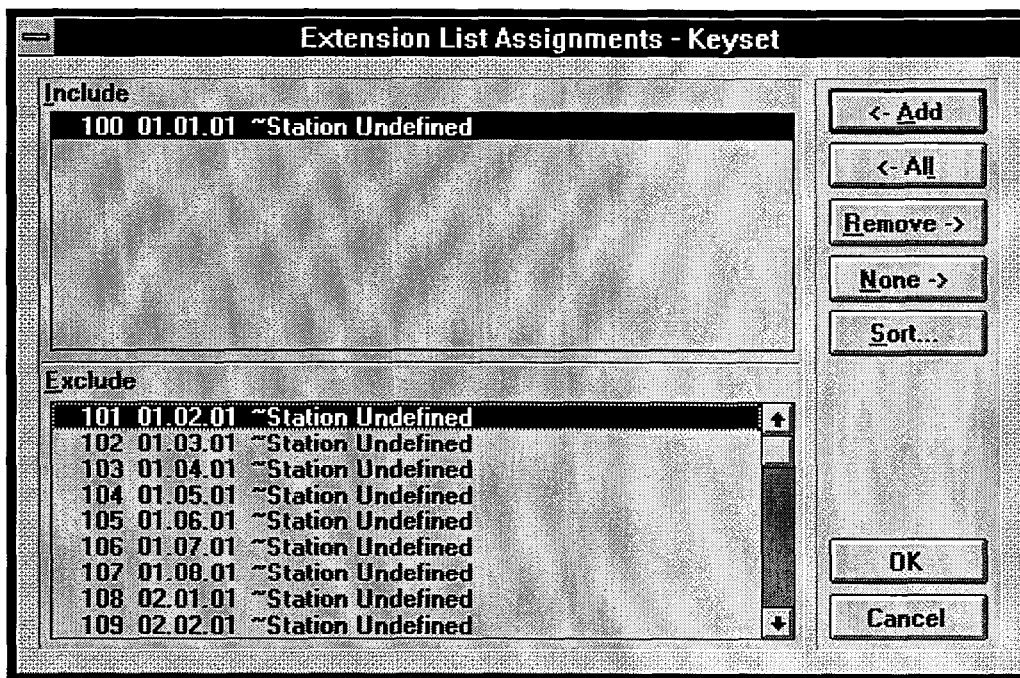 Extension List Assignments - Keyset
Include
100 01.01.01 ~Station Undefined
Exclude
101 01.02.01 ~Station Undefined
102 01.03.01 ~Station Undefined
103 01.04.01 ~Station Undefined
104 01.05.01 ~Station Undefined
105 01.06.01 ~Station Undefined
106 01.07.01 ~Station Undefined
107 01.08.01 ~Station Undefined
108 02.01.01 ~Station Undefined
109 02.02.01 ~Station Undefined
<- Add
<- All
Remove ->
None ->
Sort...
OK
Cancel